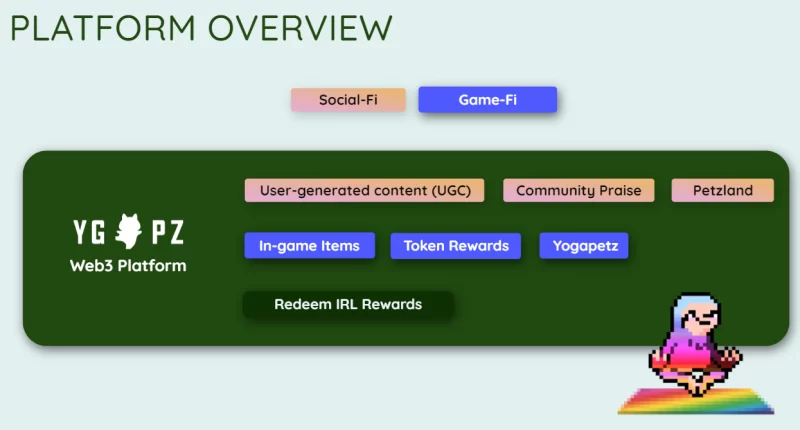 PLATFORM OVERVIEW
Social-Fi
Game-Fi
User-generated content (UGC)
Community Praise
Petzland
YG PZ
Web3 Platform
In-game Items
Token Rewards
Yogapetz
Redeem IRL Rewards